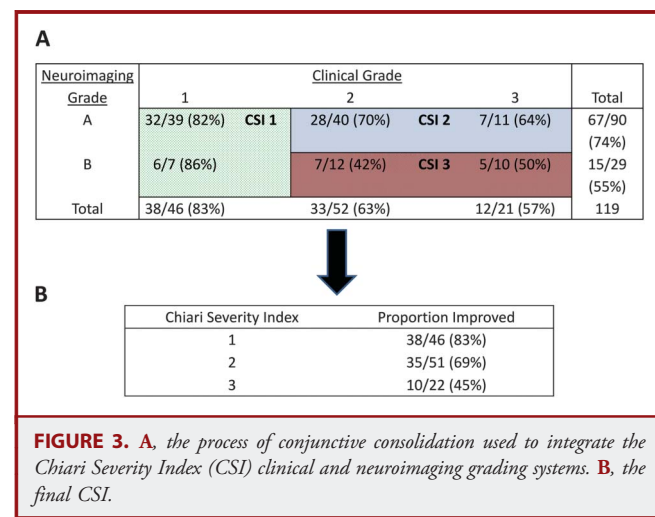 A
Neuroimaging Clinical Grade
Grade 1 2 3 Total
A 32/39 (82%) CSI 1 28/40 (70%) CSI 2 7/11 (64%) 67/90
(74%)
B 6/7 (86%) 7/12 (42%) CSI 3 5/10 (50%) 15/29
(55%)
Total 38/46 (83%) 33/52 (63%) 12/21 (57%) 119
B
Chiari Severity Index Proportion Improved
1 38/46 (83%)
2 35/51 (69%)
3 10/22 (45%)
FIGURE 3. A, the process of conjunctive consolidation used to integrate the
Chiari Severity Index (CSI) clinical and neuroimaging grading systems. B, the
final CSI.